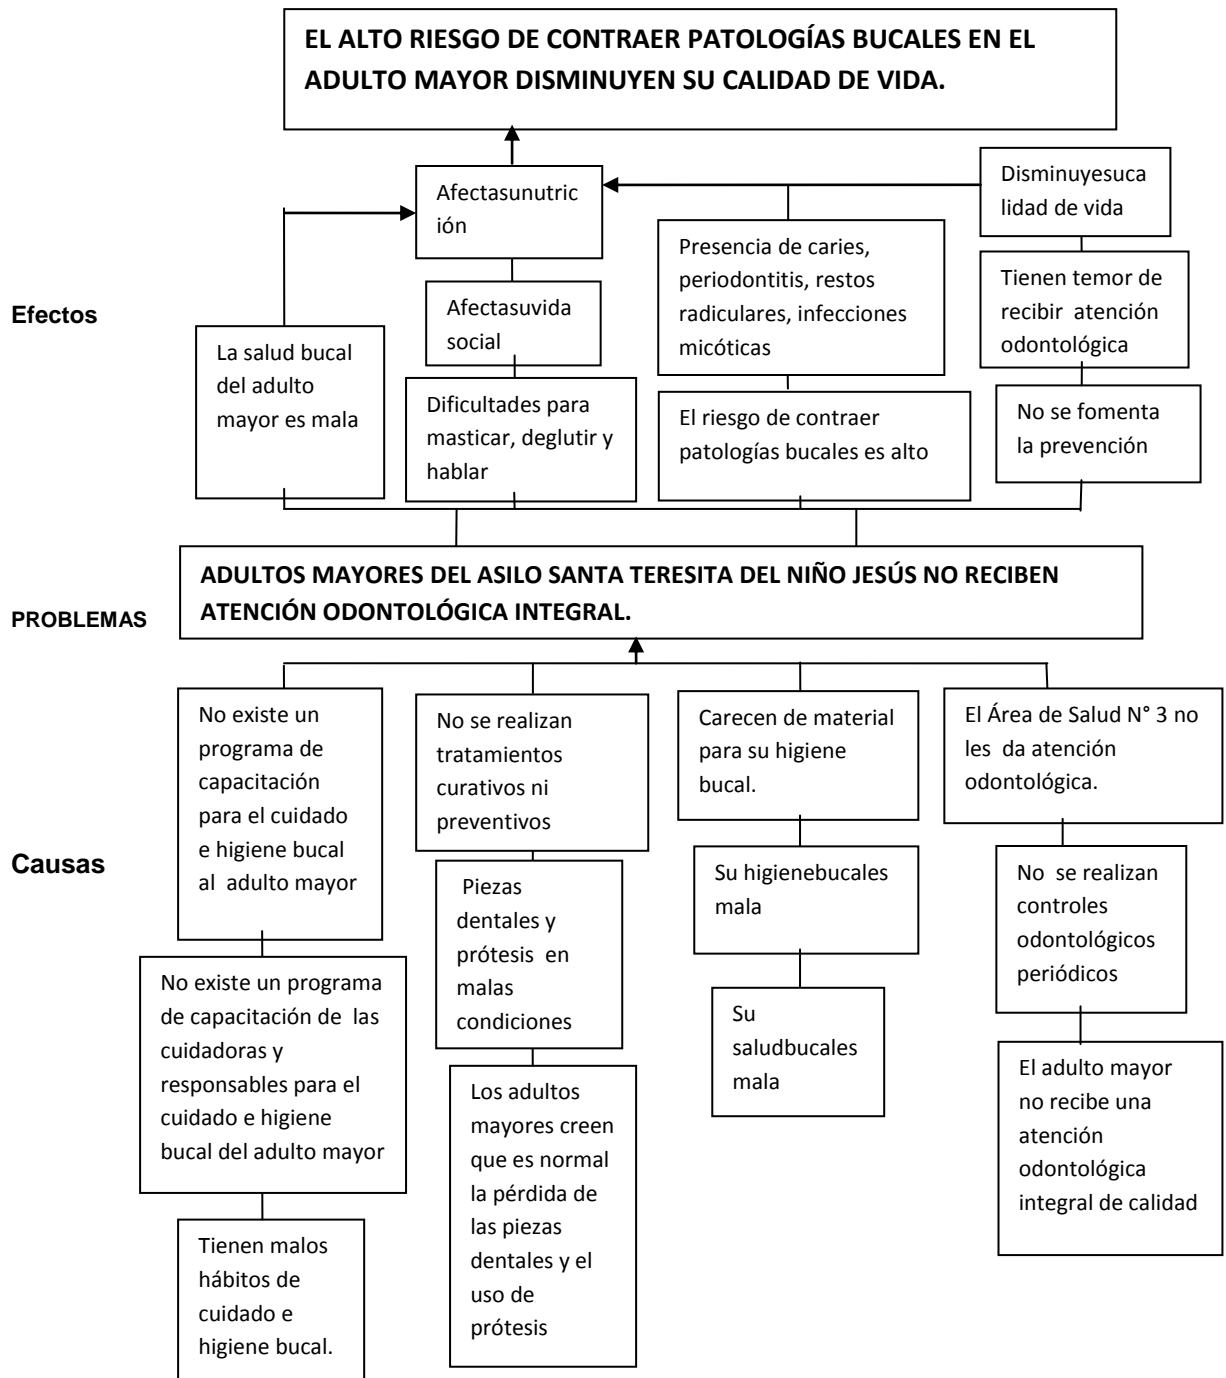 EL ALTO RIESGO DE CONTRAER PATOLOGÍAS BUCALES EN EL
ADULTO MAYOR DISMINUYEN SU CALIDAD DE VIDA.
Afectasunutric
ión
Disminuyesuca
lidad de vida
Presencia de caries,
periodontitis, restos
radiculares, infecciones
micóticas
Tienen temor de
recibir atención
odontológica
Efectos
Afectasuvida
social
La salud bucal
del adulto
mayor es mala
Dificultades para
masticar, deglutir y
hablar
El riesgo de contraer
patologías bucales es alto
No se fomenta
la prevención
ADULTOS MAYORES DEL ASILO SANTA TERESITA DEL NIÑO JESÚS NO RECIBEN
ATENCIÓN ODONTOLÓGICA INTEGRAL.
PROBLEMAS
No existe un
programa de
capacitación
para el cuidado
e higiene bucal
al adulto mayor
No se realizan
tratamientos
curativos ni
preventivos
Carecen de material
para su higiene
bucal.
El Área de Salud N° 3 no
les da atención
odontológica.
Causas
Piezas
dentales y
prótesis en
malas
condiciones
Su higienebucales
mala
No se realizan
controles
odontológicos
periódicos
No existe un programa
de capacitación de las
cuidadoras y
responsables para el
cuidado e higiene
bucal del adulto mayor
Su
saludbucales
mala
Los adultos
mayores creen
que es normal
la pérdida de
las piezas
dentales y el
uso de
prótesis
El adulto mayor
no recibe una
atención
odontológica
integral de calidad
Tienen malos
hábitos de
cuidado e
higiene bucal.